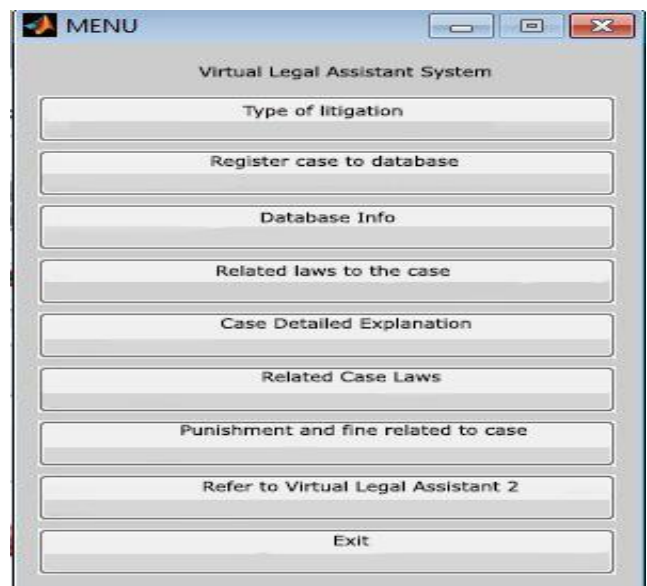 MENU
Virtual Legal Assistant System
Type of litigation
Register case to database
Database Info
Related laws to the case
Case Detailed Explanation
Related Case Laws
Punishment and fine related to case
Refer to Virtual Legal Assistant 2
Exit